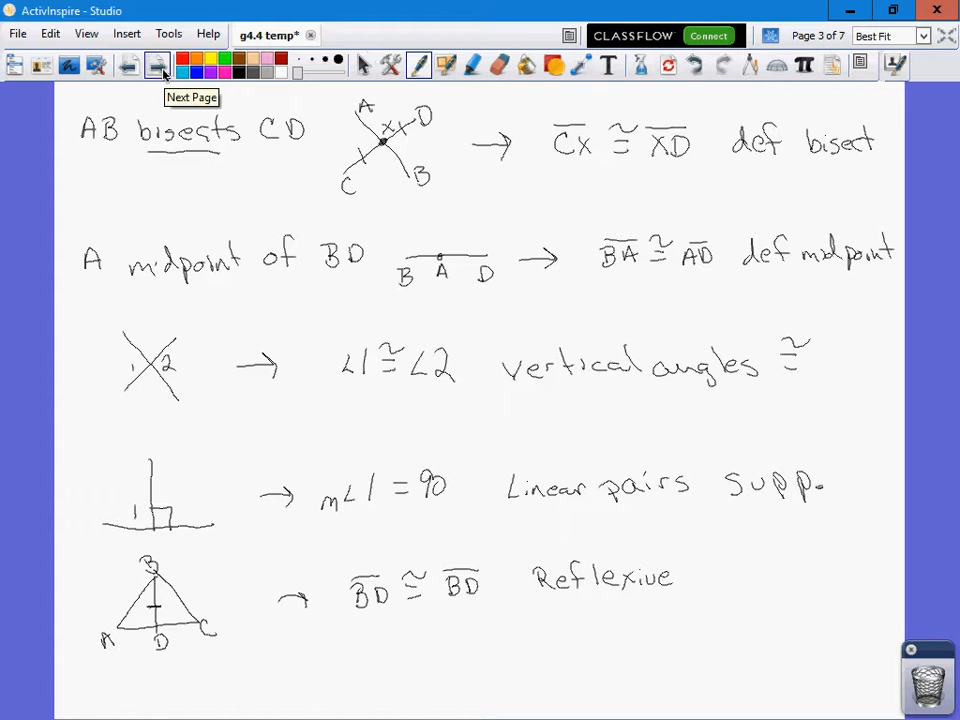 ActivInspire - Studio
File Edit View Insert Tools Help g4.4 temp* CLASSFLOW Connect Page 3 of 7 Best Fit
Next Page
AB bisects CD A X D C B → CX ≅ XD def bisect
A midpoint of BD B A D → BA ≅ AD def midpoint
1 2 → ∠1 ≅ ∠2 vertical angles ≅
1 → m∠1 = 90 Linear pairs supp.
B A D C → BD ≅ BD Reflexive